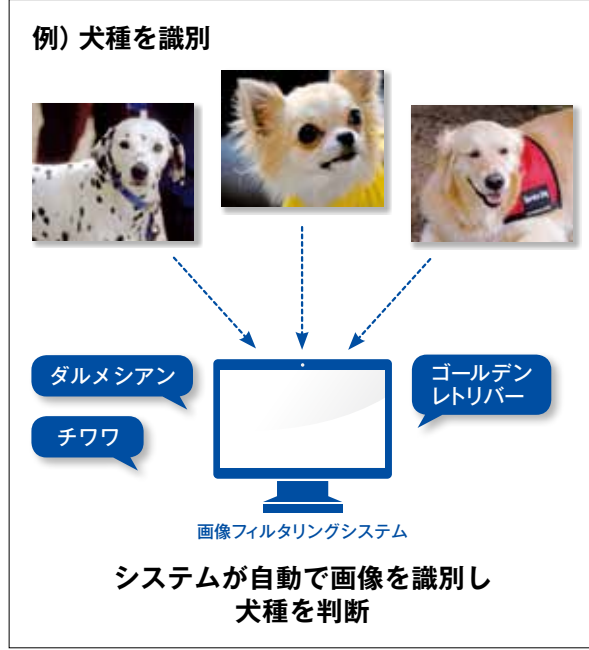 例）犬種を識別
ダルメシアン
チワワ
ゴールデン
レトリバー
画像フィルタリングシステム
システムが自動で画像を識別し
犬種を判断